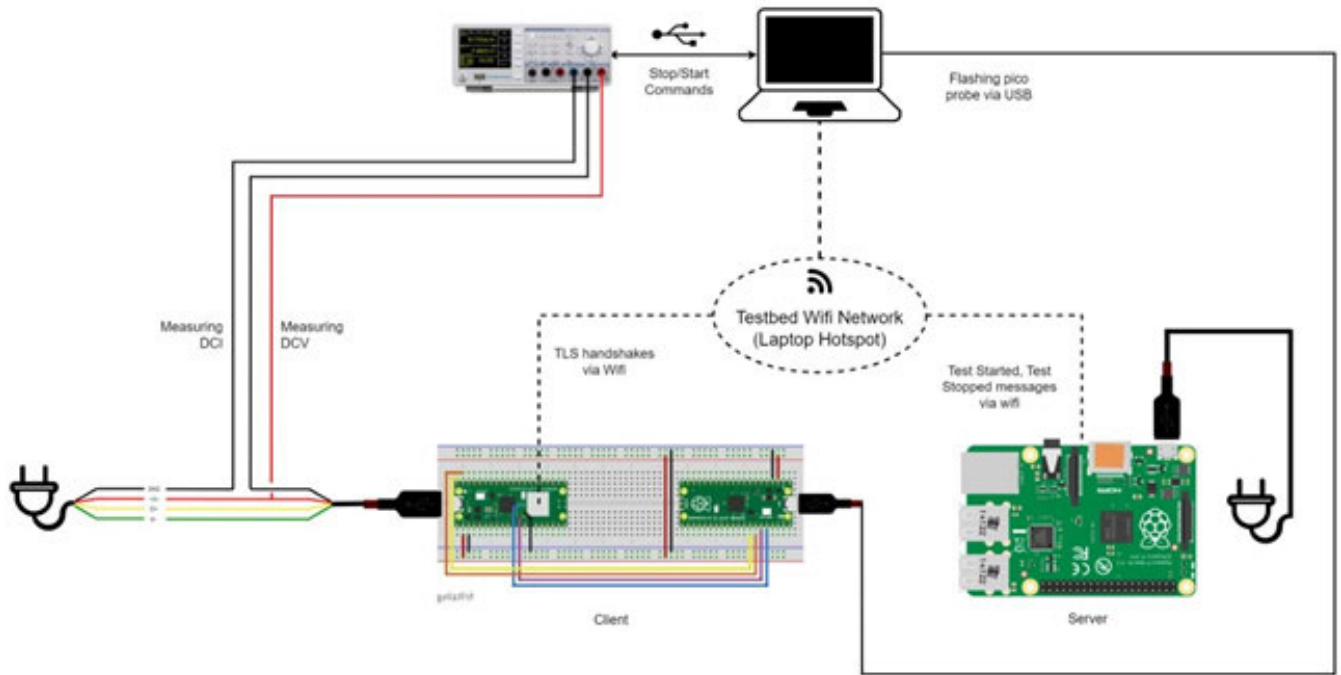 Stop/Start
Commands
Flashing pico
probe via USB
Measuring
DCI
Measuring
DCV
Testbed Wifi Network
(Laptop Hotspot)
TLS handshakes
via Wifi
Test Started, Test
Stopped messages
via wifi
Client
Server